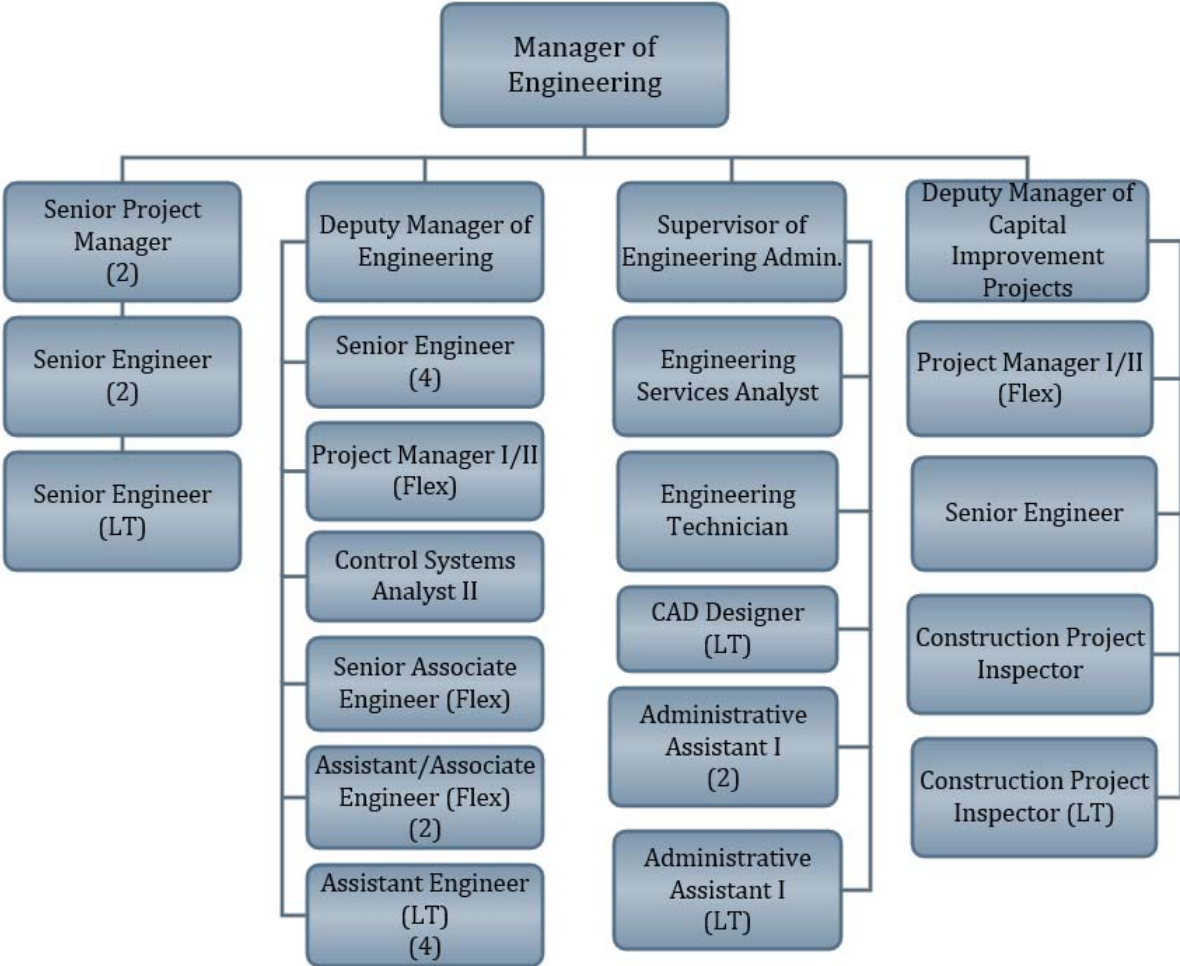 Manager of
Engineering
Senior Project
Manager
(2)
Senior Engineer
(2)
Senior Engineer
(LT)
Deputy Manager of
Engineering
Senior Engineer
(4)
Project Manager I/II
(Flex)
Control Systems
Analyst II
Senior Associate
Engineer (Flex)
Assistant/Associate
Engineer (Flex)
(2)
Assistant Engineer
(LT)
(4)
Supervisor of
Engineering Admin.
Engineering
Services Analyst
Engineering
Technician
CAD Designer
(LT)
Administrative
Assistant I
(2)
Administrative
Assistant I
(LT)
Deputy Manager of
Capital
Improvement
Projects
Project Manager I/II
(Flex)
Senior Engineer
Construction Project
Inspector
Construction Project
Inspector (LT)